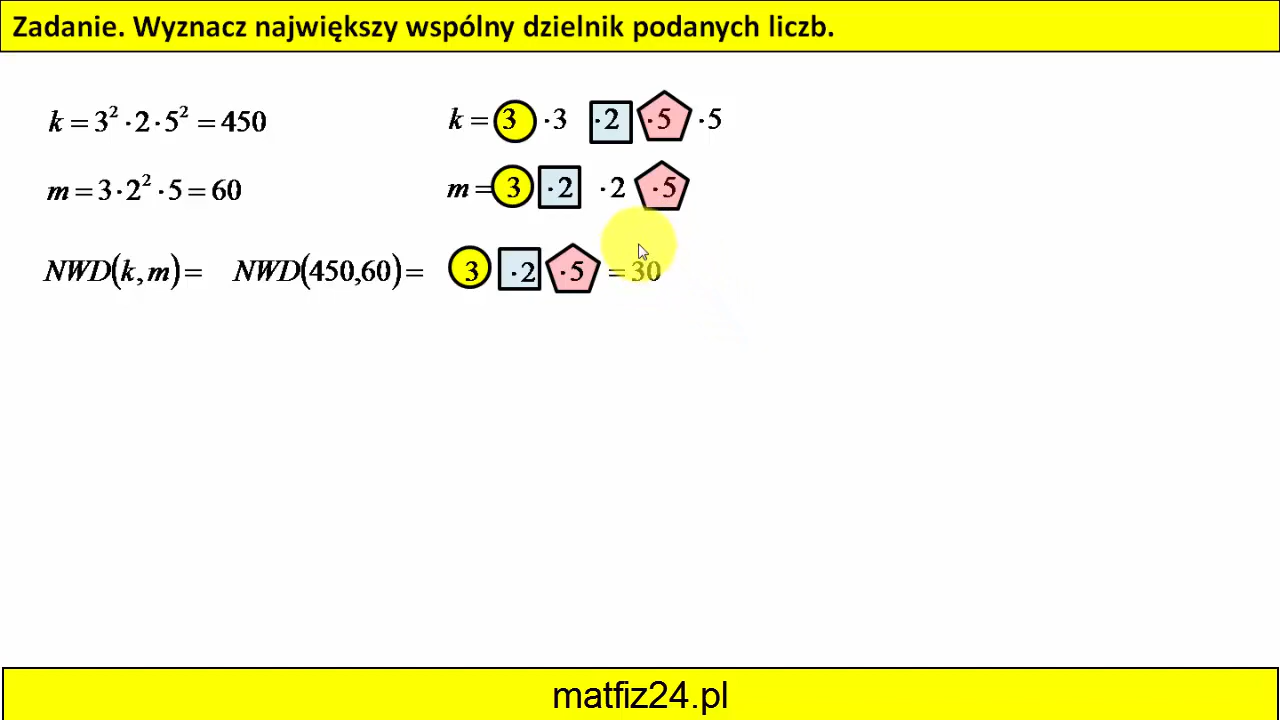 Zadanie. Wyznacz największy wspólny dzielnik podanych liczb.
k = 3² · 2 · 5² = 450 k = 3 · 3 · 2 · 5 · 5
m = 3 · 2² · 5 = 60 m = 3 · 2 · 2 · 5
NWD(k, m) = NWD(450,60) = 3 · 2 · 5 = 30
matfiz24.pl